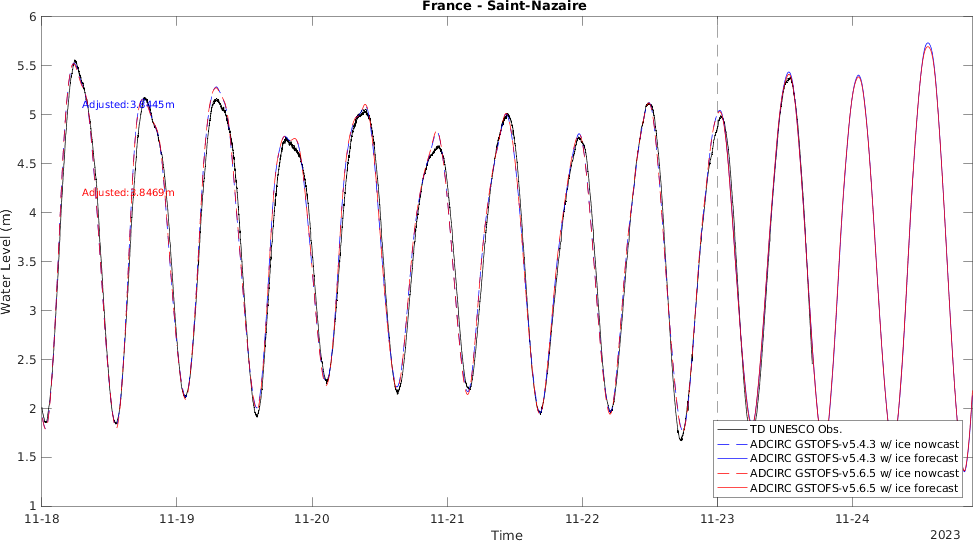 France - Saint-Nazaire
6
5.5
5
4.5
4
3.5
3
2.5
2
1.5
1
Water Level (m)
Adjusted:3.6445m
Adjusted:3.8469m
TD UNESCO Obs.
ADCIRC GSTOFS-v5.4.3 w/ ice nowcast
ADCIRC GSTOFS-v5.4.3 w/ ice forecast
ADCIRC GSTOFS-v5.6.5 w/ ice nowcast
ADCIRC GSTOFS-v5.6.5 w/ ice forecast
11-18 11-19 11-20 11-21 11-22 11-23 11-24
Time
2023